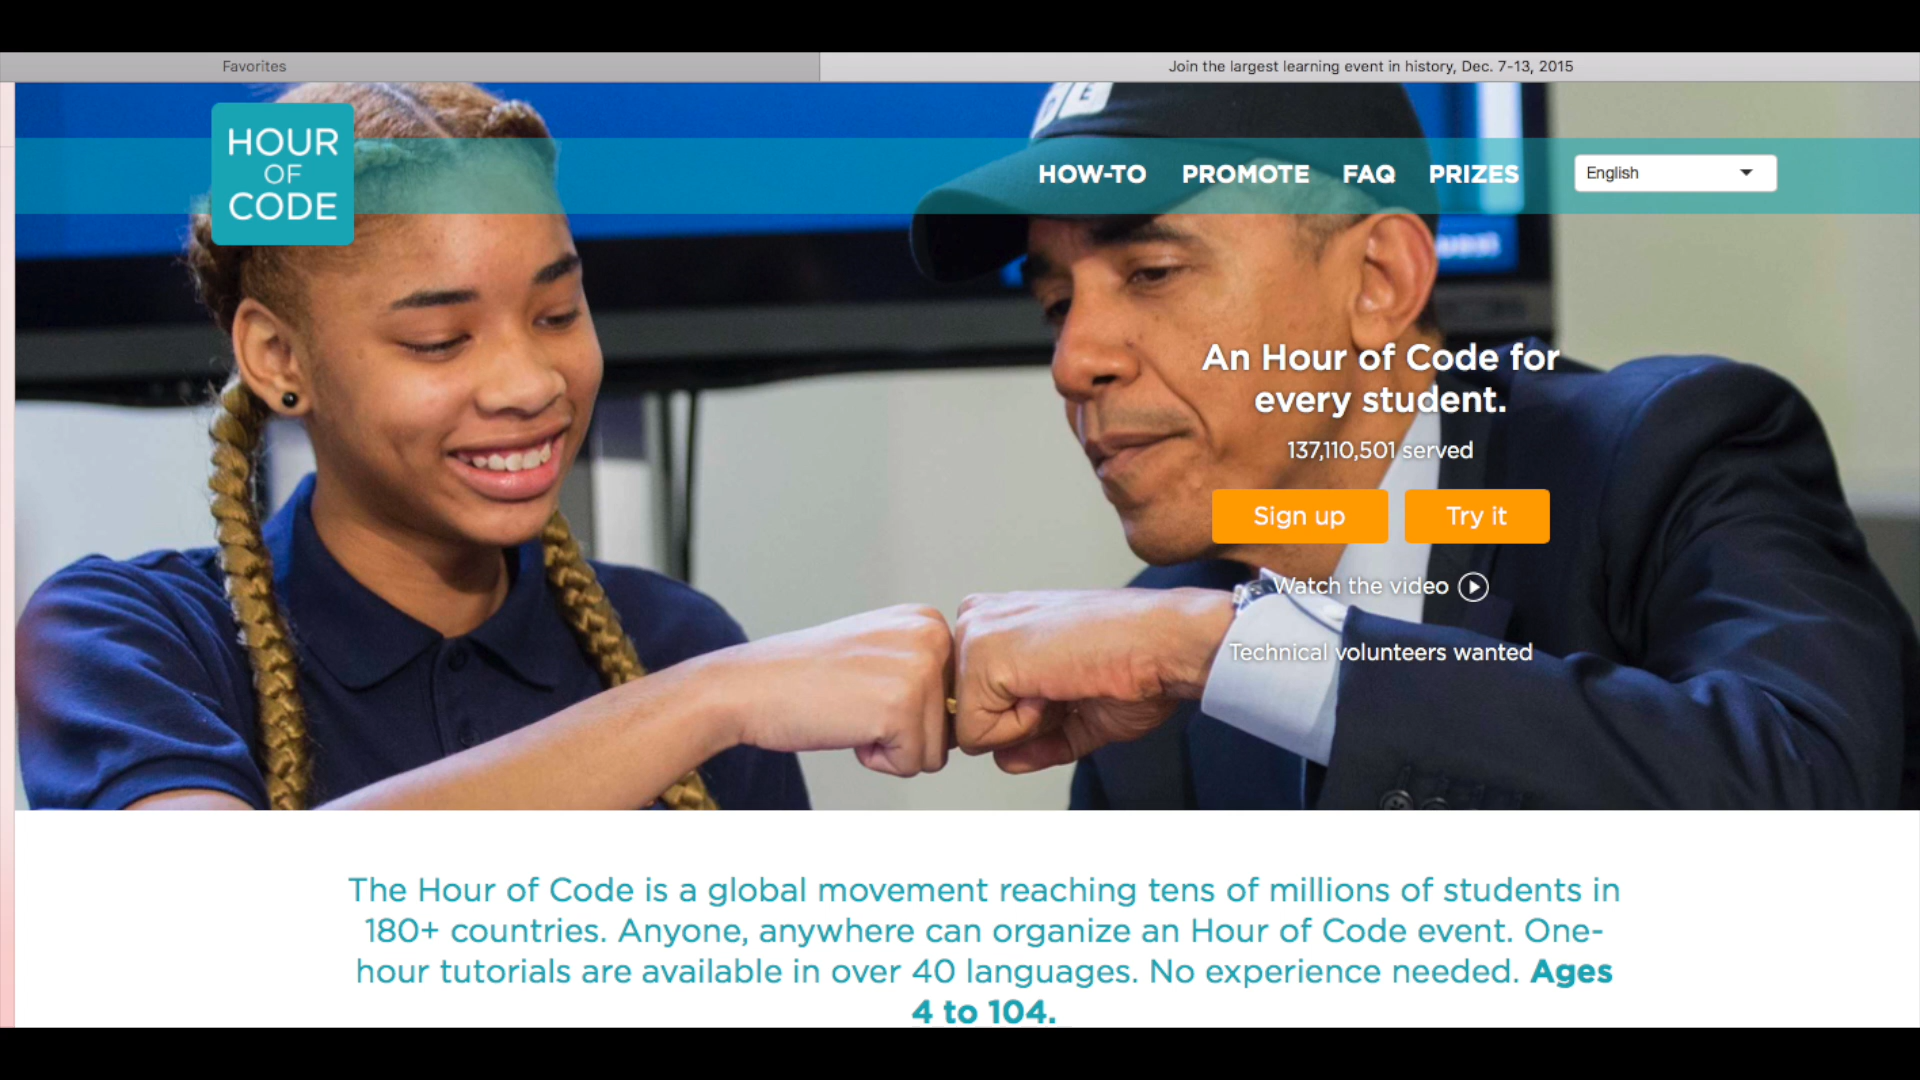 Favorites
Join the largest learning event in history, Dec. 7-13, 2015
HOUR
OF
CODE
HOW-TO PROMOTE FAQ PRIZES English
An Hour of Code for
every student.
137,110,501 served
Sign up Try it
Watch the video
Technical volunteers wanted
The Hour of Code is a global movement reaching tens of millions of students in
180+ countries. Anyone, anywhere can organize an Hour of Code event. One-
hour tutorials are available in over 40 languages. No experience needed. Ages
4 to 104.